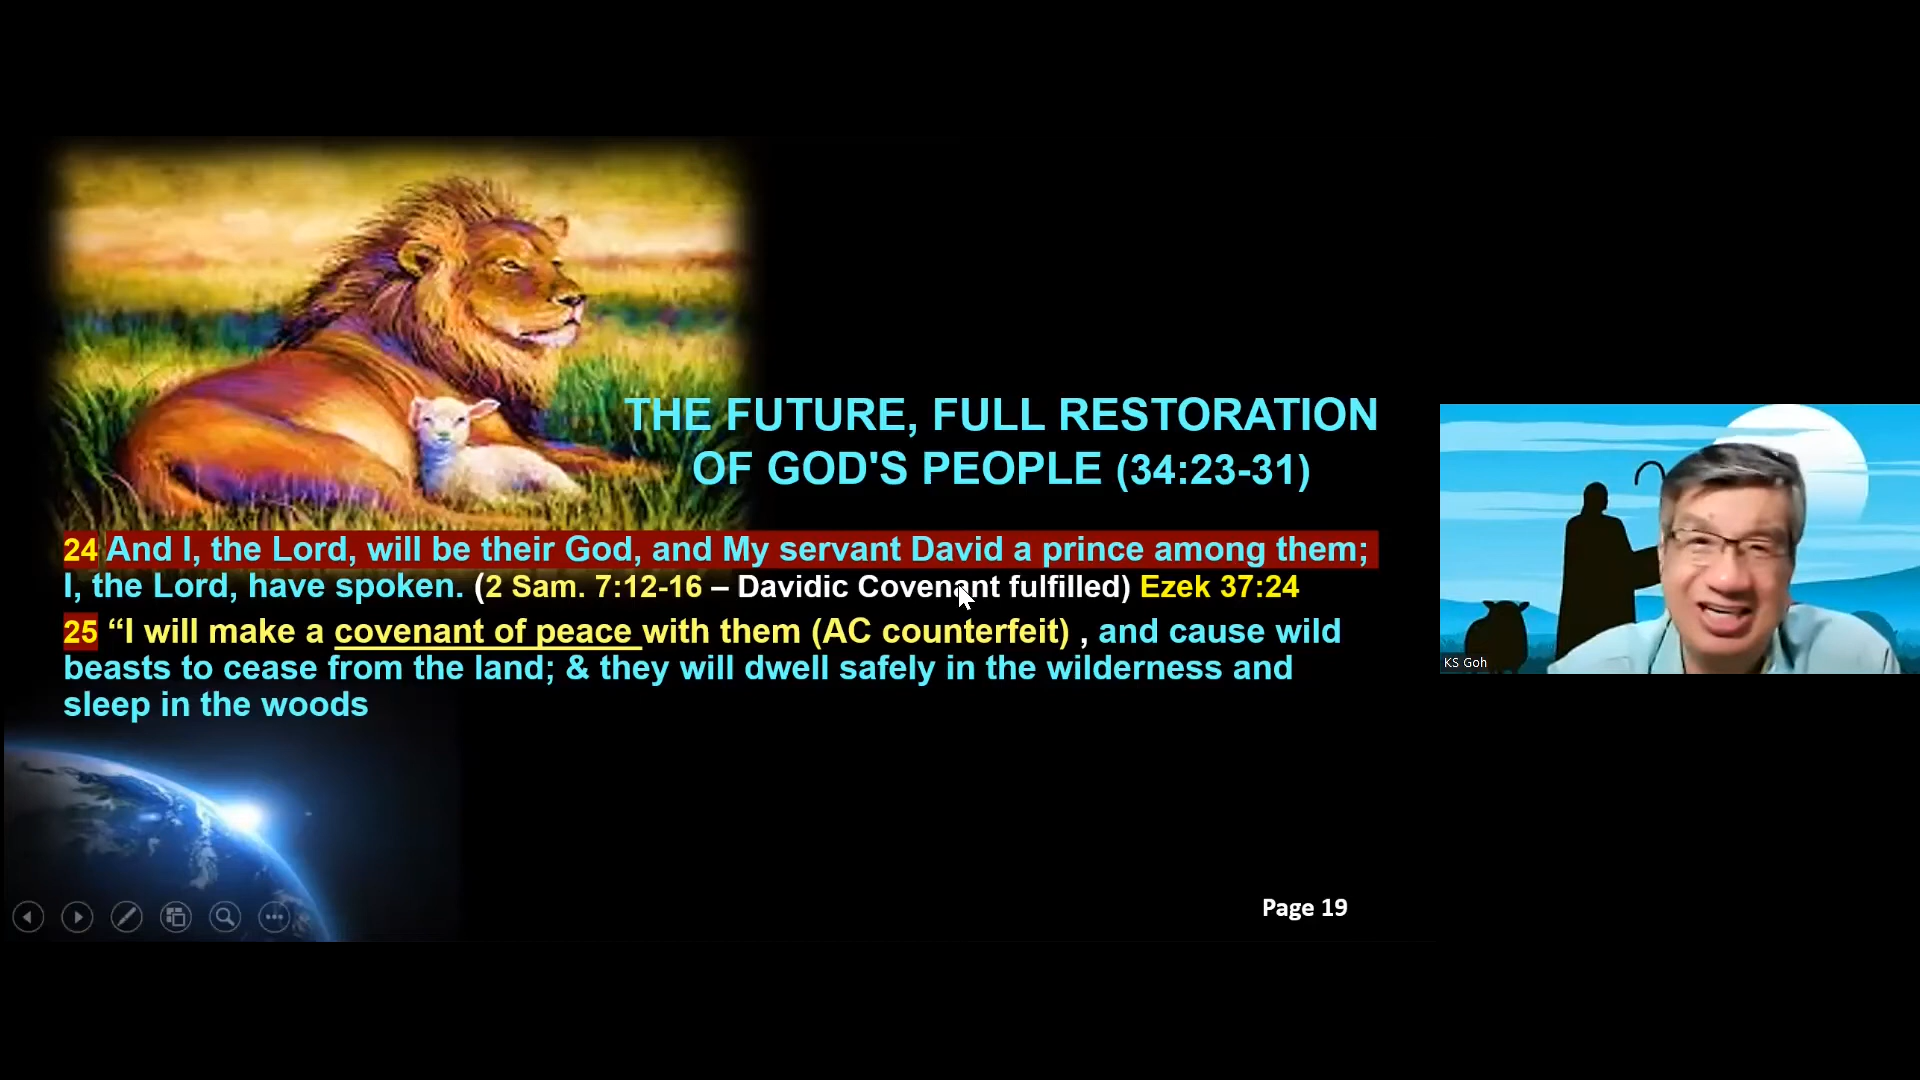 THE FUTURE, FULL RESTORATION
OF GOD'S PEOPLE (34:23-31)
24 And I, the Lord, will be their God, and My servant David a prince among them;
I, the Lord, have spoken. (2 Sam. 7:12-16 – Davidic Covenant fulfilled) Ezek 37:24
25 “I will make a covenant of peace with them (AC counterfeit) , and cause wild
beasts to cease from the land; & they will dwell safely in the wilderness and
sleep in the woods
KS Goh
Page 19